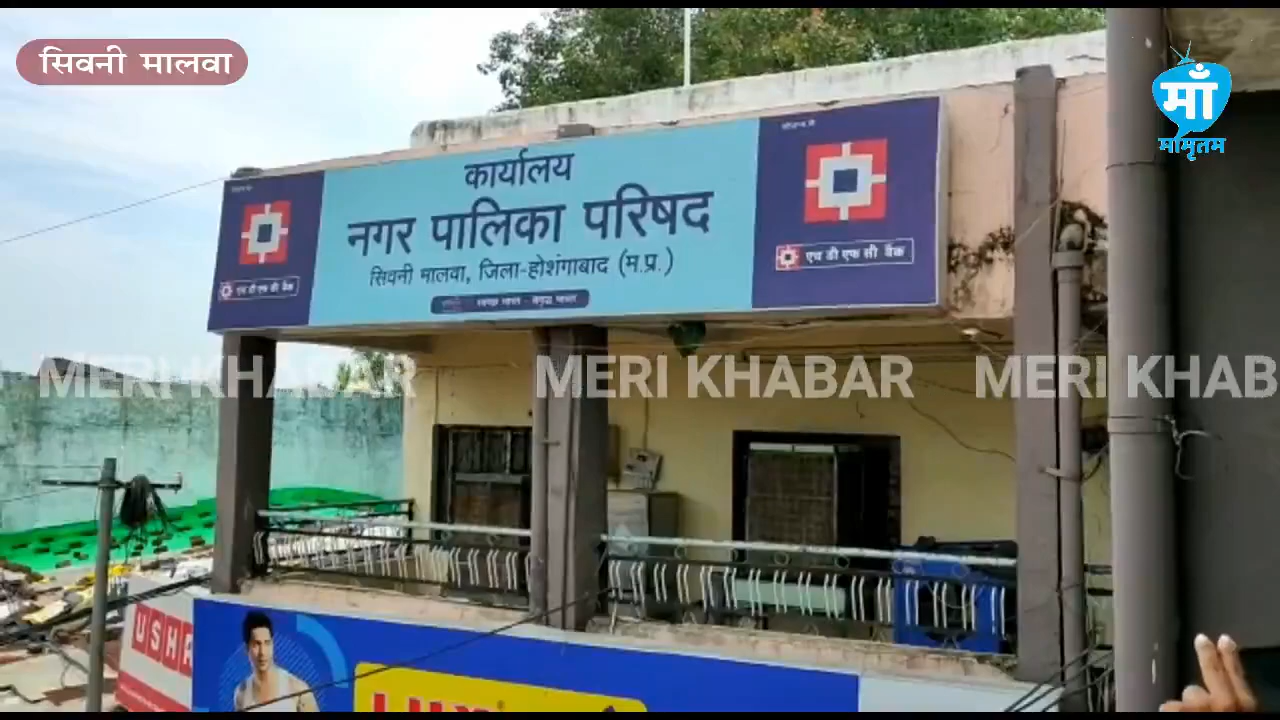 सिवनी मालवा
माँ
मामृतम
कार्यालय
नगर पालिका परिषद
सिवनी मालवा, जिला-होशंगाबाद (म.प्र.)
एच डी एफ सी बैंक
एच डी एफ सी बैंक
MERI KHABAR
MERI KHABAR
MERI KHAB
USHA
LUX